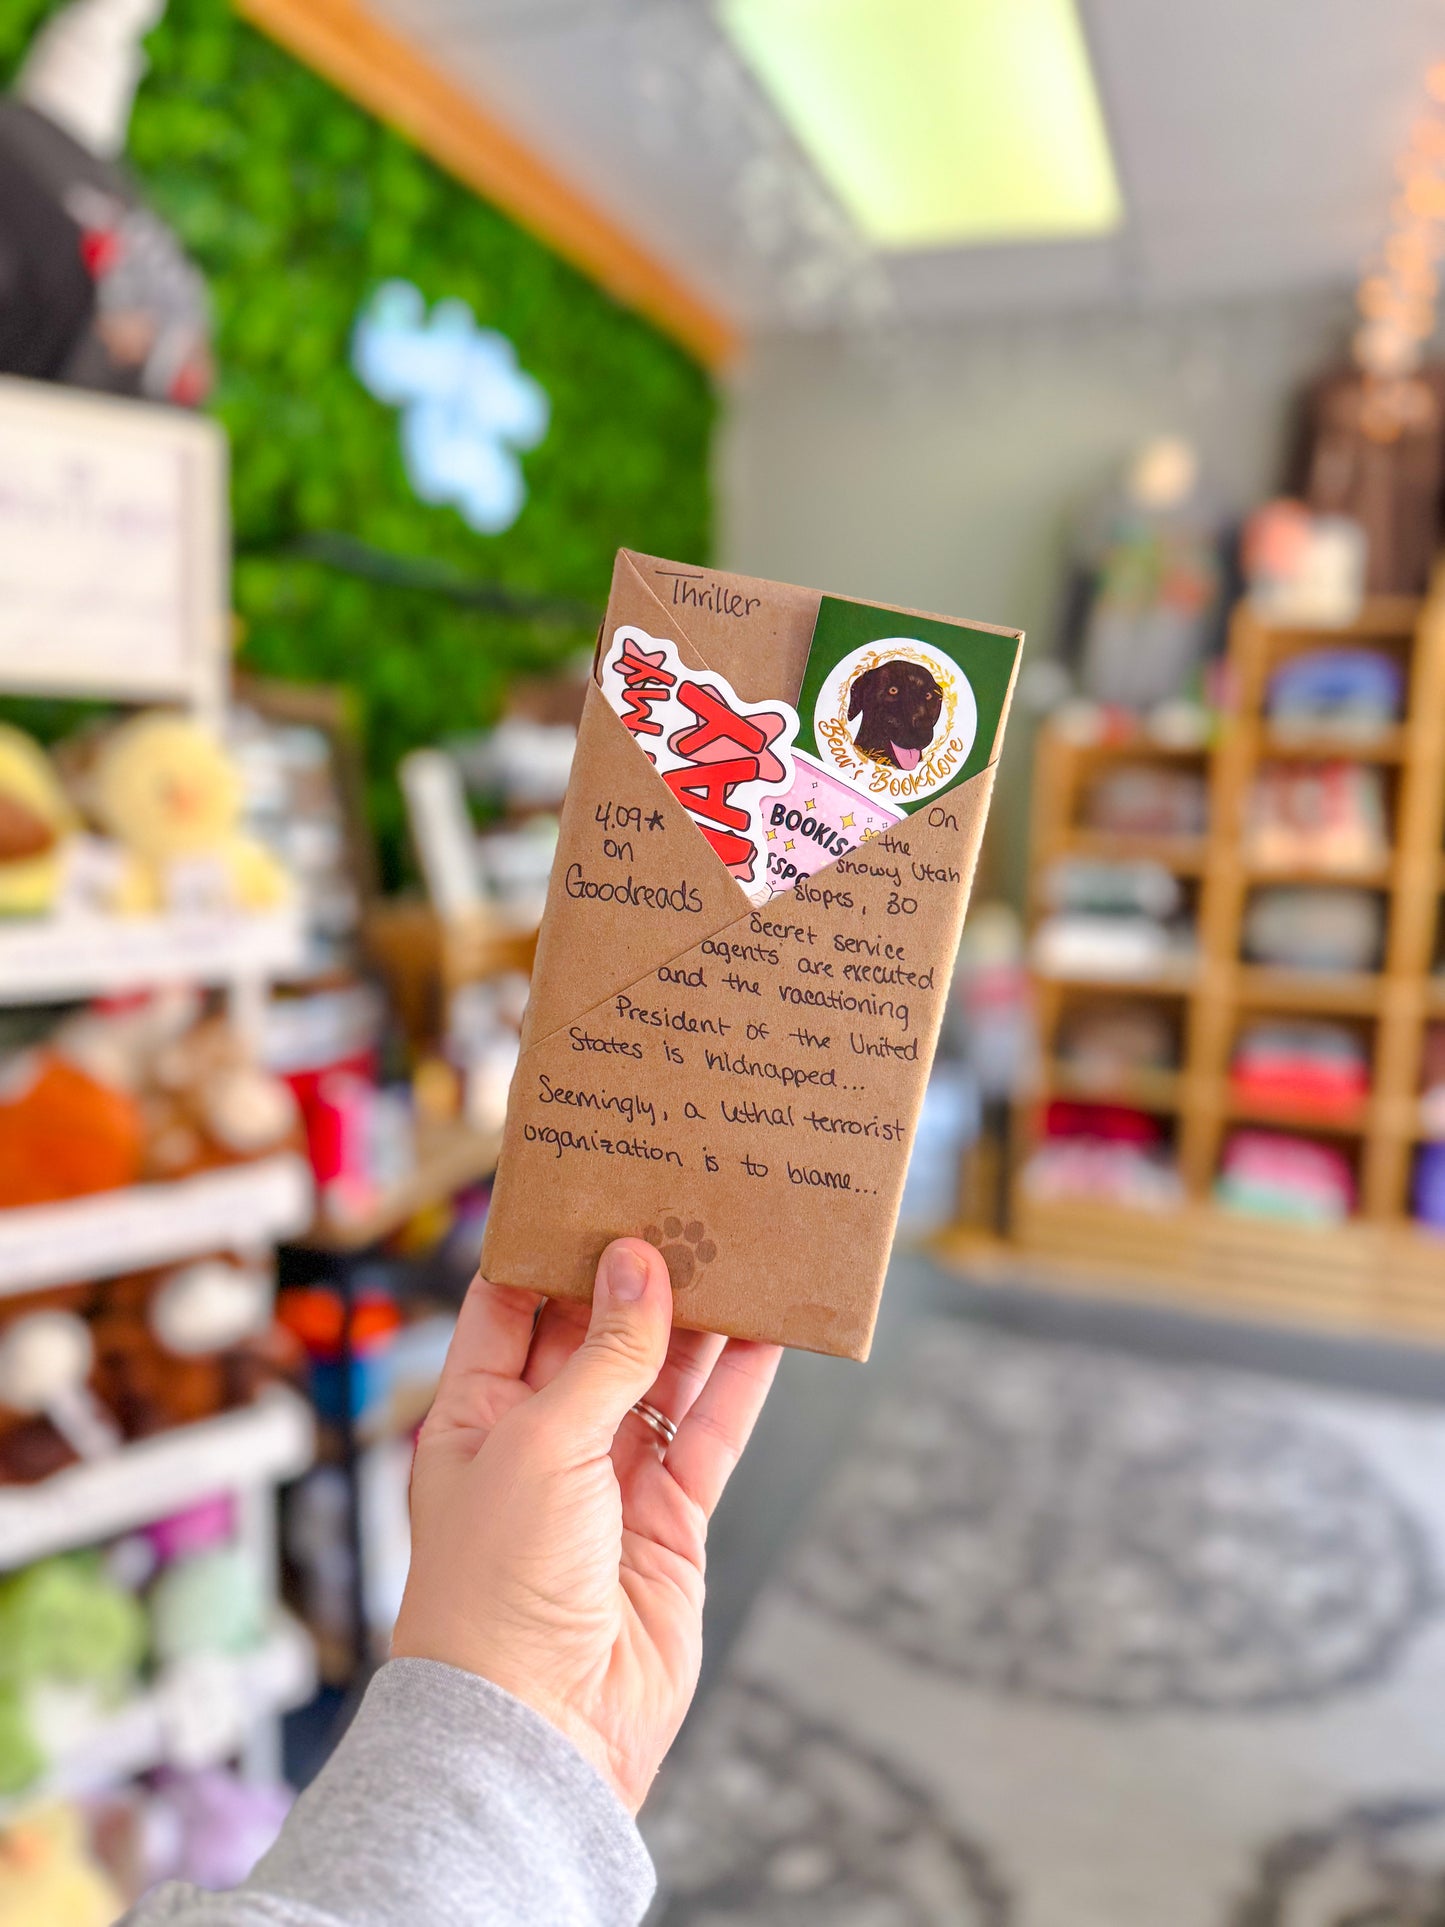 Thriller
BOOKIS
SSPO
Bear's Bookstore
4.09★
on
Goodreads
On
the
snowy Utah
slopes, 30
Secret service
agents are executed
and the vacationing
President of the United
States is kidnapped...
Seemingly, a lethal terrorist
organization is to blame...